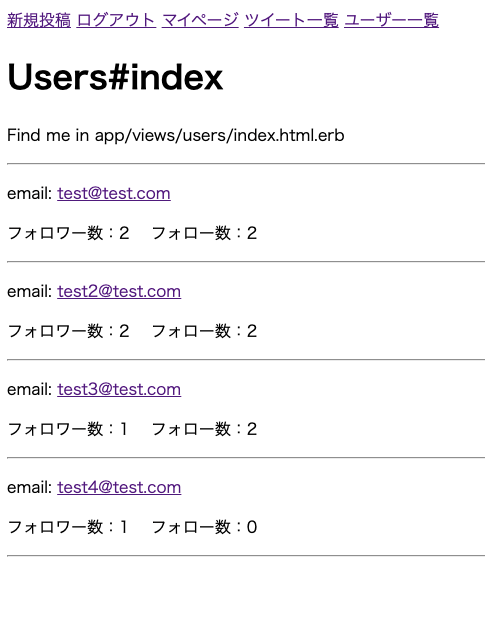 新規投稿 ログアウト マイページ ツイート一覧 ユーザー一覧
Users#index
Find me in app/views/users/index.html.erb
email: test@test.com
フォロワー数：2　フォロー数：2
email: test2@test.com
フォロワー数：2　フォロー数：2
email: test3@test.com
フォロワー数：1　フォロー数：2
email: test4@test.com
フォロワー数：1　フォロー数：0